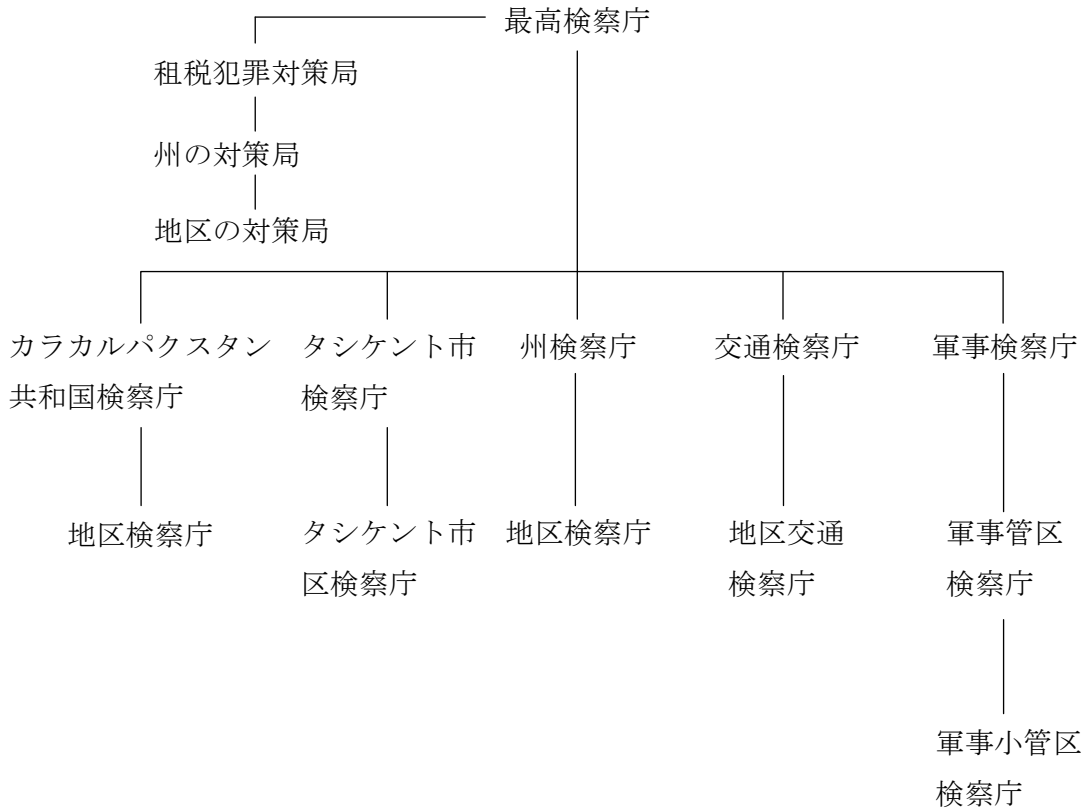 最高検察庁
租税犯罪対策局
州の対策局
地区の対策局
カラカルパクスタン
共和国検察庁
タシケント市
検察庁
州検察庁
交通検察庁
軍事検察庁
地区検察庁
タシケント市
区検察庁
地区検察庁
地区交通
検察庁
軍事管区
検察庁
軍事小管区
検察庁